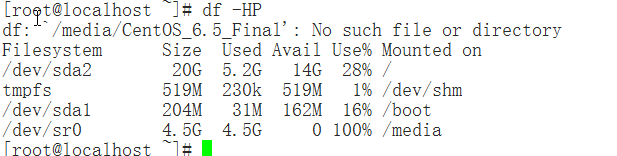 [root@localhost ~]# df -HP
df: `/media/CentOS_6.5_Final': No such file or directory
Filesystem Size Used Avail Use% Mounted on
/dev/sda2 20G 5.2G 14G 28% /
tmpfs 519M 230k 519M 1% /dev/shm
/dev/sda1 204M 31M 162M 16% /boot
/dev/sr0 4.5G 4.5G 0 100% /media
[root@localhost ~]#